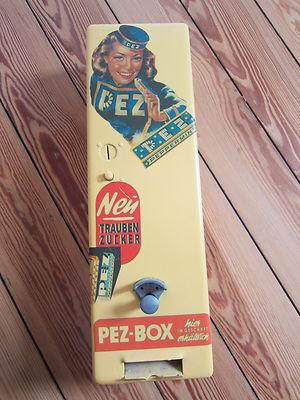 PEZ
PEZ
PEZ
PFEFFERMINZ
Neu
TRAUBEN
ZUCKER
PEZ
PEZ-BOX
hier
IM GESCHÄFT
erhältlich